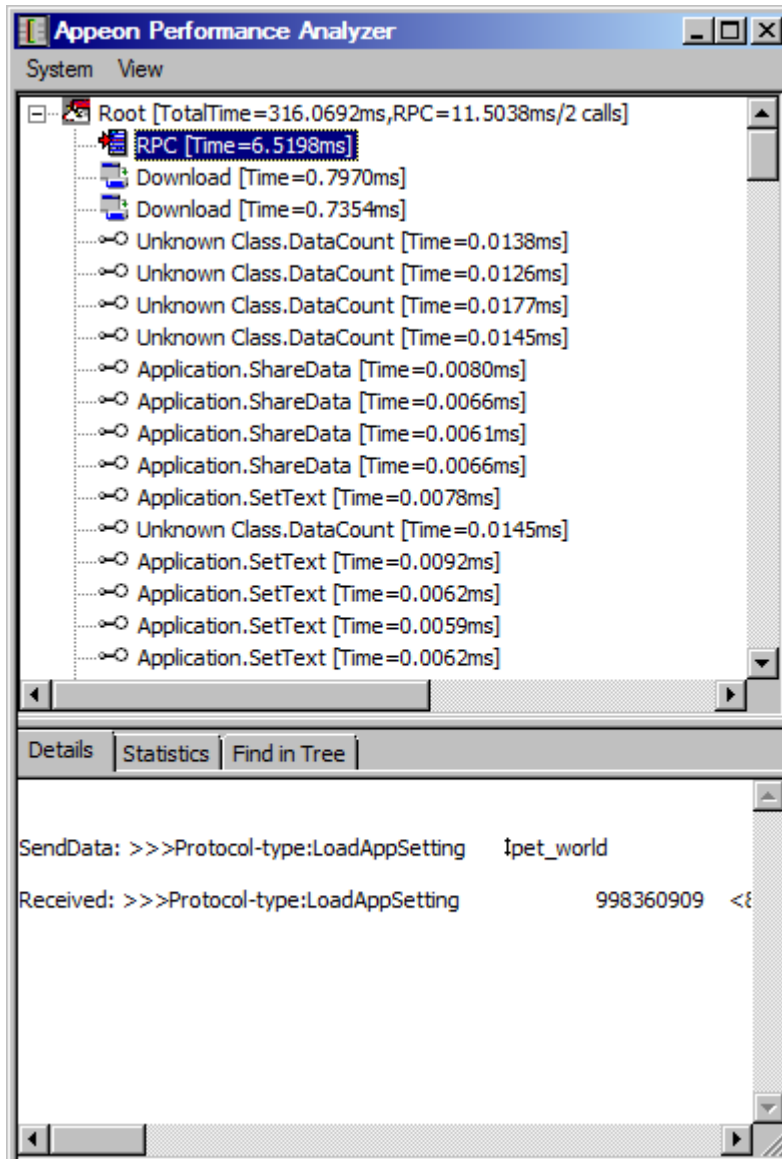 Appeon Performance Analyzer
System View
Root [TotalTime=316.0692ms,RPC=11.5038ms/2 calls]
RPC [Time=6.5198ms]
Download [Time=0.7970ms]
Download [Time=0.7354ms]
Unknown Class.DataCount [Time=0.0138ms]
Unknown Class.DataCount [Time=0.0126ms]
Unknown Class.DataCount [Time=0.0177ms]
Unknown Class.DataCount [Time=0.0145ms]
Application.ShareData [Time=0.0080ms]
Application.ShareData [Time=0.0066ms]
Application.ShareData [Time=0.0061ms]
Application.ShareData [Time=0.0066ms]
Application.SetText [Time=0.0078ms]
Unknown Class.DataCount [Time=0.0145ms]
Application.SetText [Time=0.0092ms]
Application.SetText [Time=0.0062ms]
Application.SetText [Time=0.0059ms]
Application.SetText [Time=0.0062ms]
Details Statistics Find in Tree
SendData: >>>Protocol-type:LoadAppSetting ↕pet_world
Received: >>>Protocol-type:LoadAppSetting 998360909